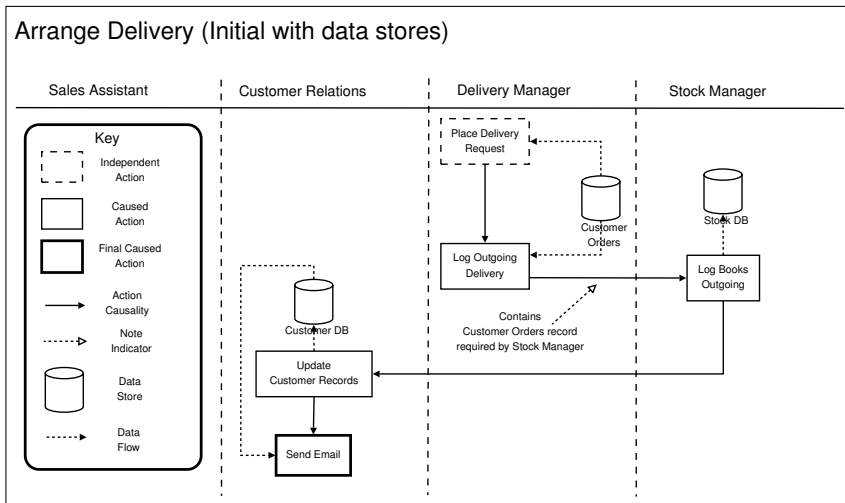 Arrange Delivery (Initial with data stores)
Sales Assistant
Customer Relations
Delivery Manager
Stock Manager
Key
Independent
Action
Caused
Action
Final Caused
Action
Action
Causality
Note
Indicator
Data
Store
Data
Flow
Place Delivery
Request
Customer
Orders
Stock DB
Log Outgoing
Delivery
Log Books
Outgoing
Contains
Customer Orders record
required by Stock Manager
Customer DB
Update
Customer Records
Send Email